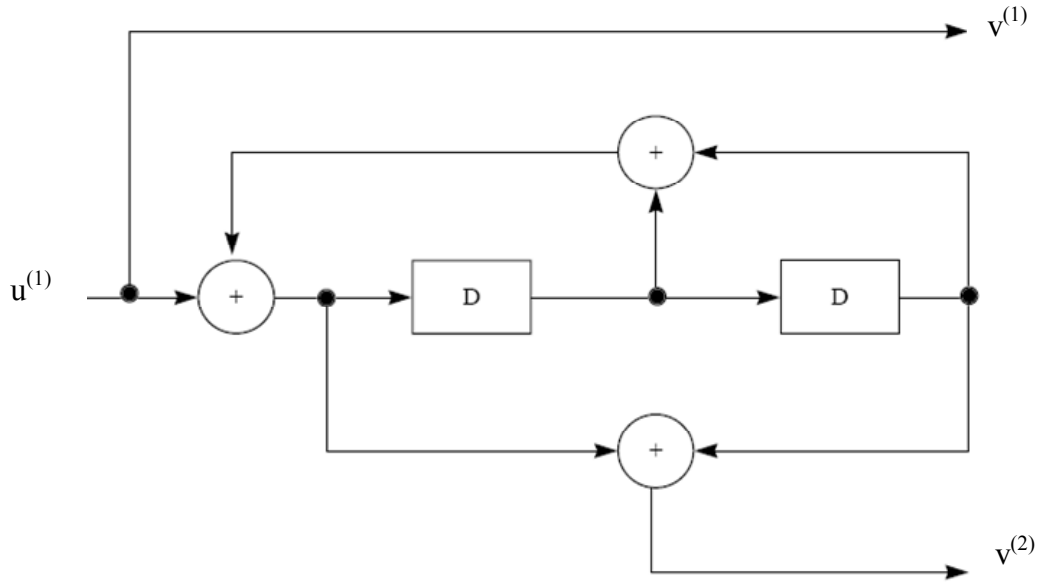 v(1)
+
u(1)
+
D
D
+
v(2)